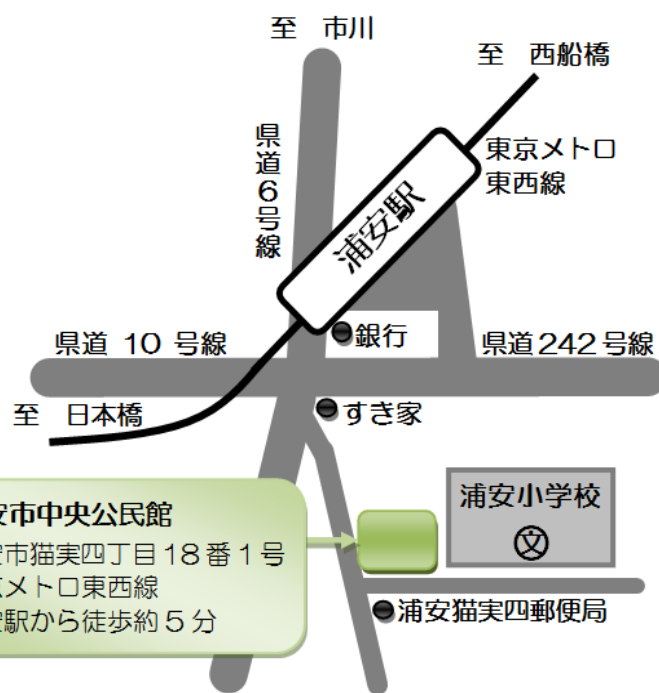 至 市川
至 西船橋
県道6号線
東京メトロ
東西線
浦安駅
銀行
県道 10 号線
県道242号線
至 日本橋
すき家
安市中央公民館
市猫実四丁目18番1号
メトロ東西線
駅から徒歩約5分
浦安小学校
文
浦安猫実四郵便局